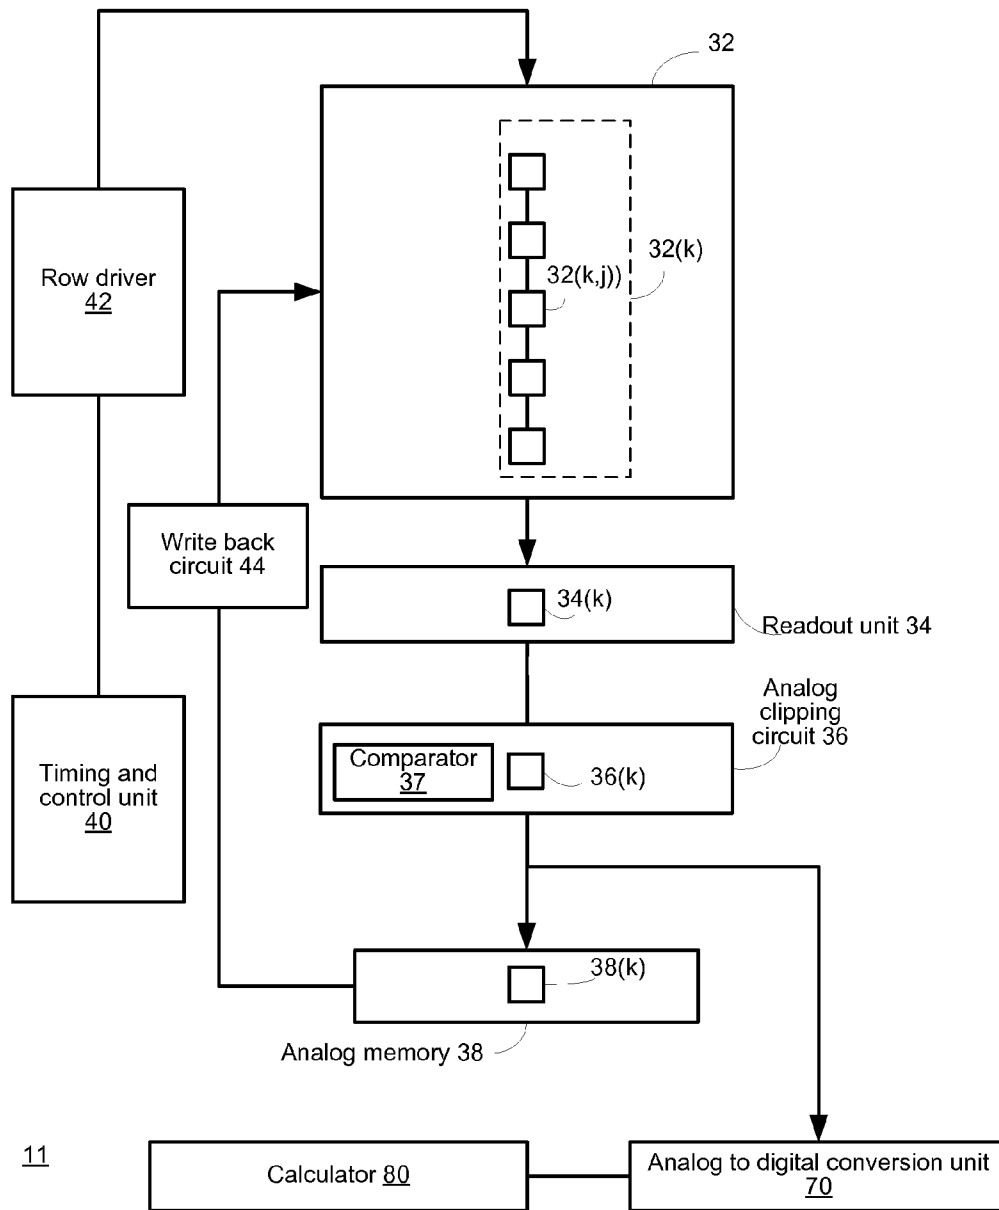 32
Row driver
42
32(k,j))
32(k)
Write back
circuit 44
34(k)
Readout unit 34
Timing and
control unit
40
Analog
clipping
circuit 36
Comparator
37
36(k)
38(k)
Analog memory 38
11
Calculator 80
Analog to digital conversion unit
70